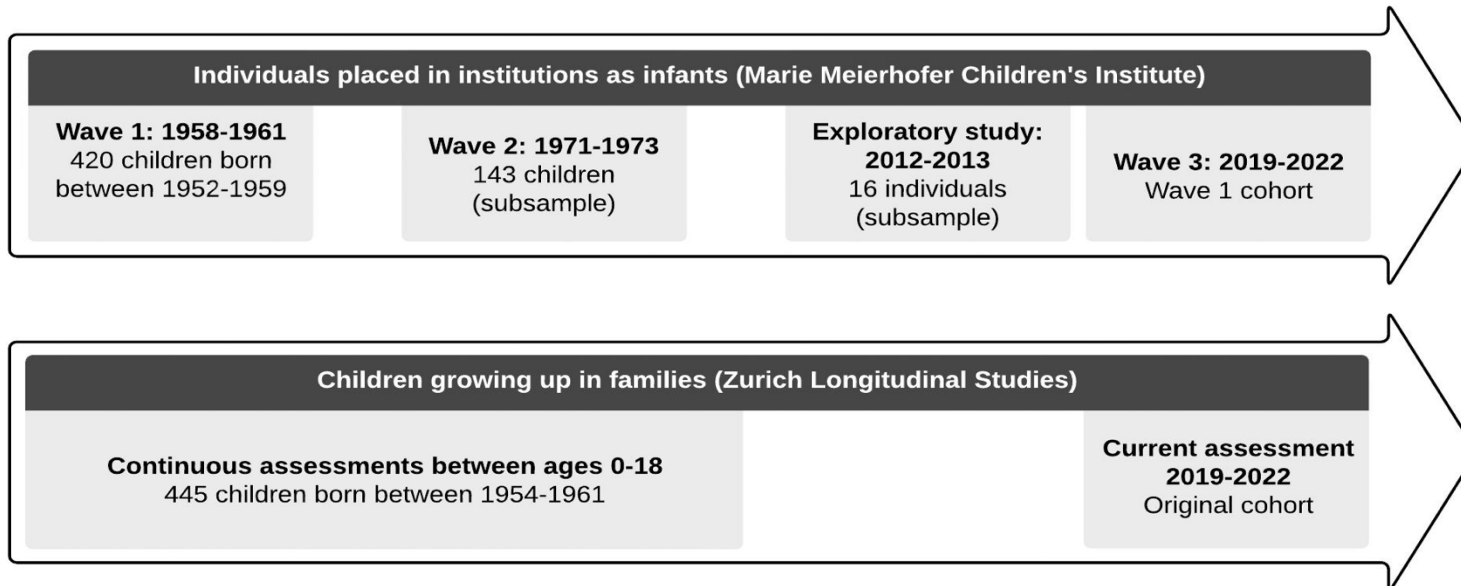 Individuals placed in institutions as infants (Marie Meierhofer Children's Institute)
Wave 1: 1958-1961
420 children born
between 1952-1959
Wave 2: 1971-1973
143 children
(subsample)
Exploratory study:
2012-2013
16 individuals
(subsample)
Wave 3: 2019-2022
Wave 1 cohort
Children growing up in families (Zurich Longitudinal Studies)
Continuous assessments between ages 0-18
445 children born between 1954-1961
Current assessment
2019-2022
Original cohort